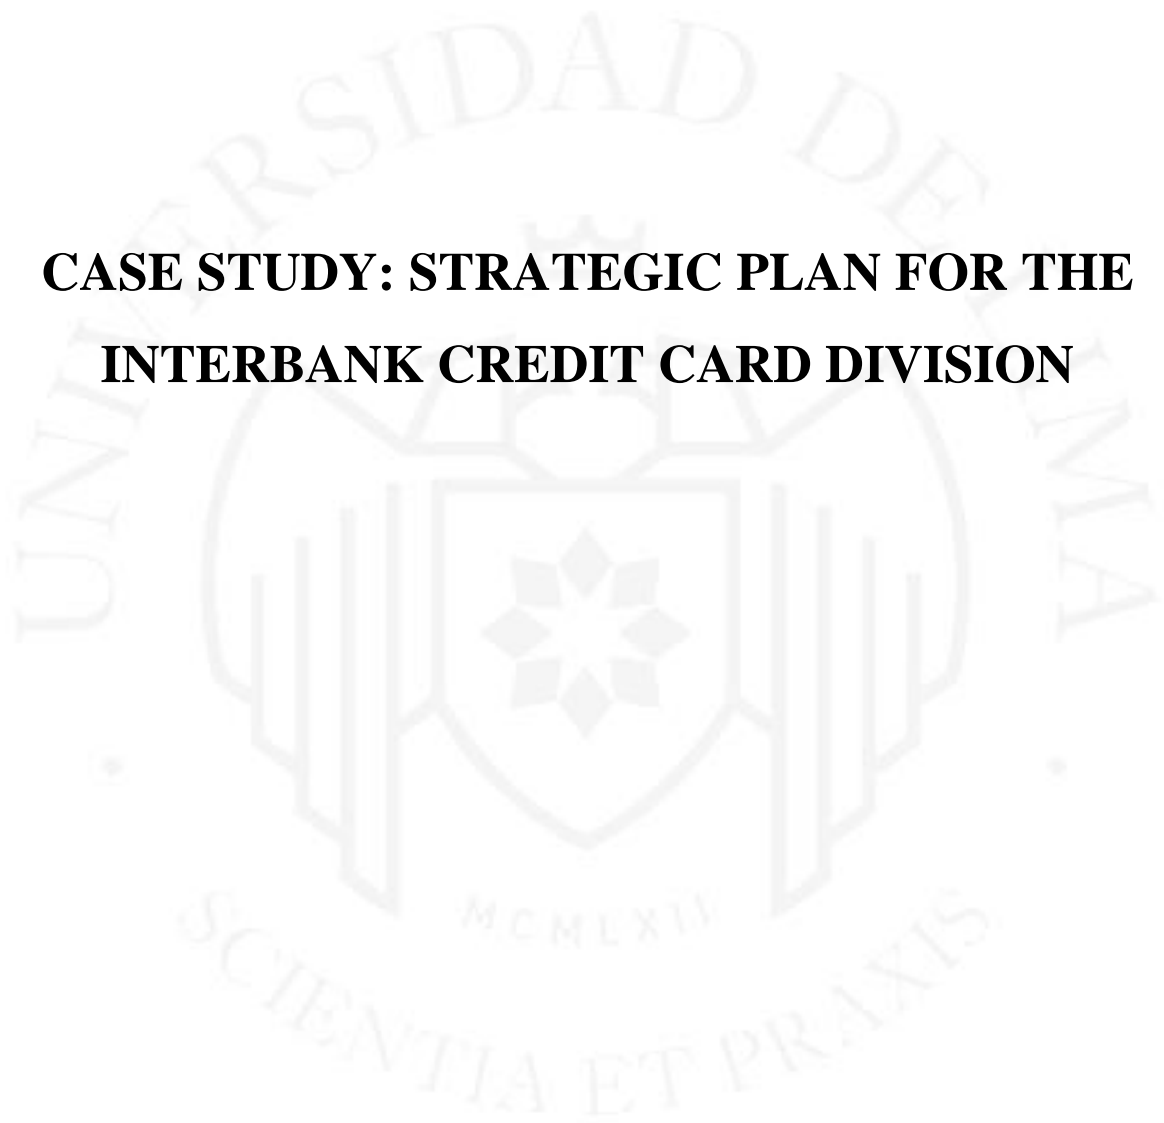 UNIVERSIDAD DE LIMA
CASE STUDY: STRATEGIC PLAN FOR THE
INTERBANK CREDIT CARD DIVISION
MCMLXII
SCIENTIA ET PRAXIS